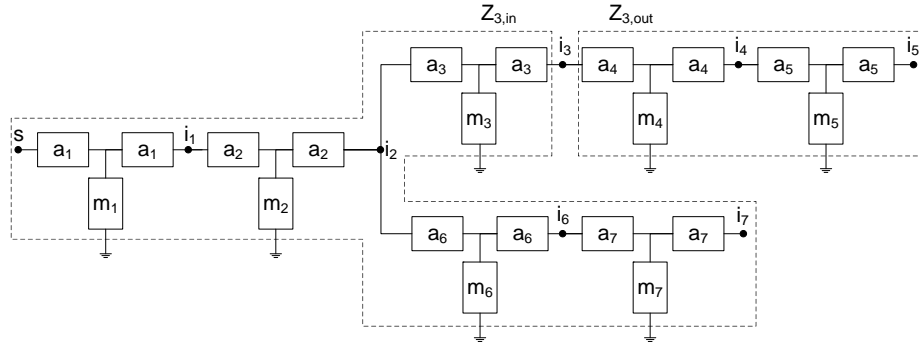 Z3,in Z3,out
a3 a3 i3 a4 a4 i4 a5 a5 i5
m3 m4 m5
s a1 a1 i1 a2 a2 i2
m1 m2
a6 a6 i6 a7 a7 i7
m6 m7